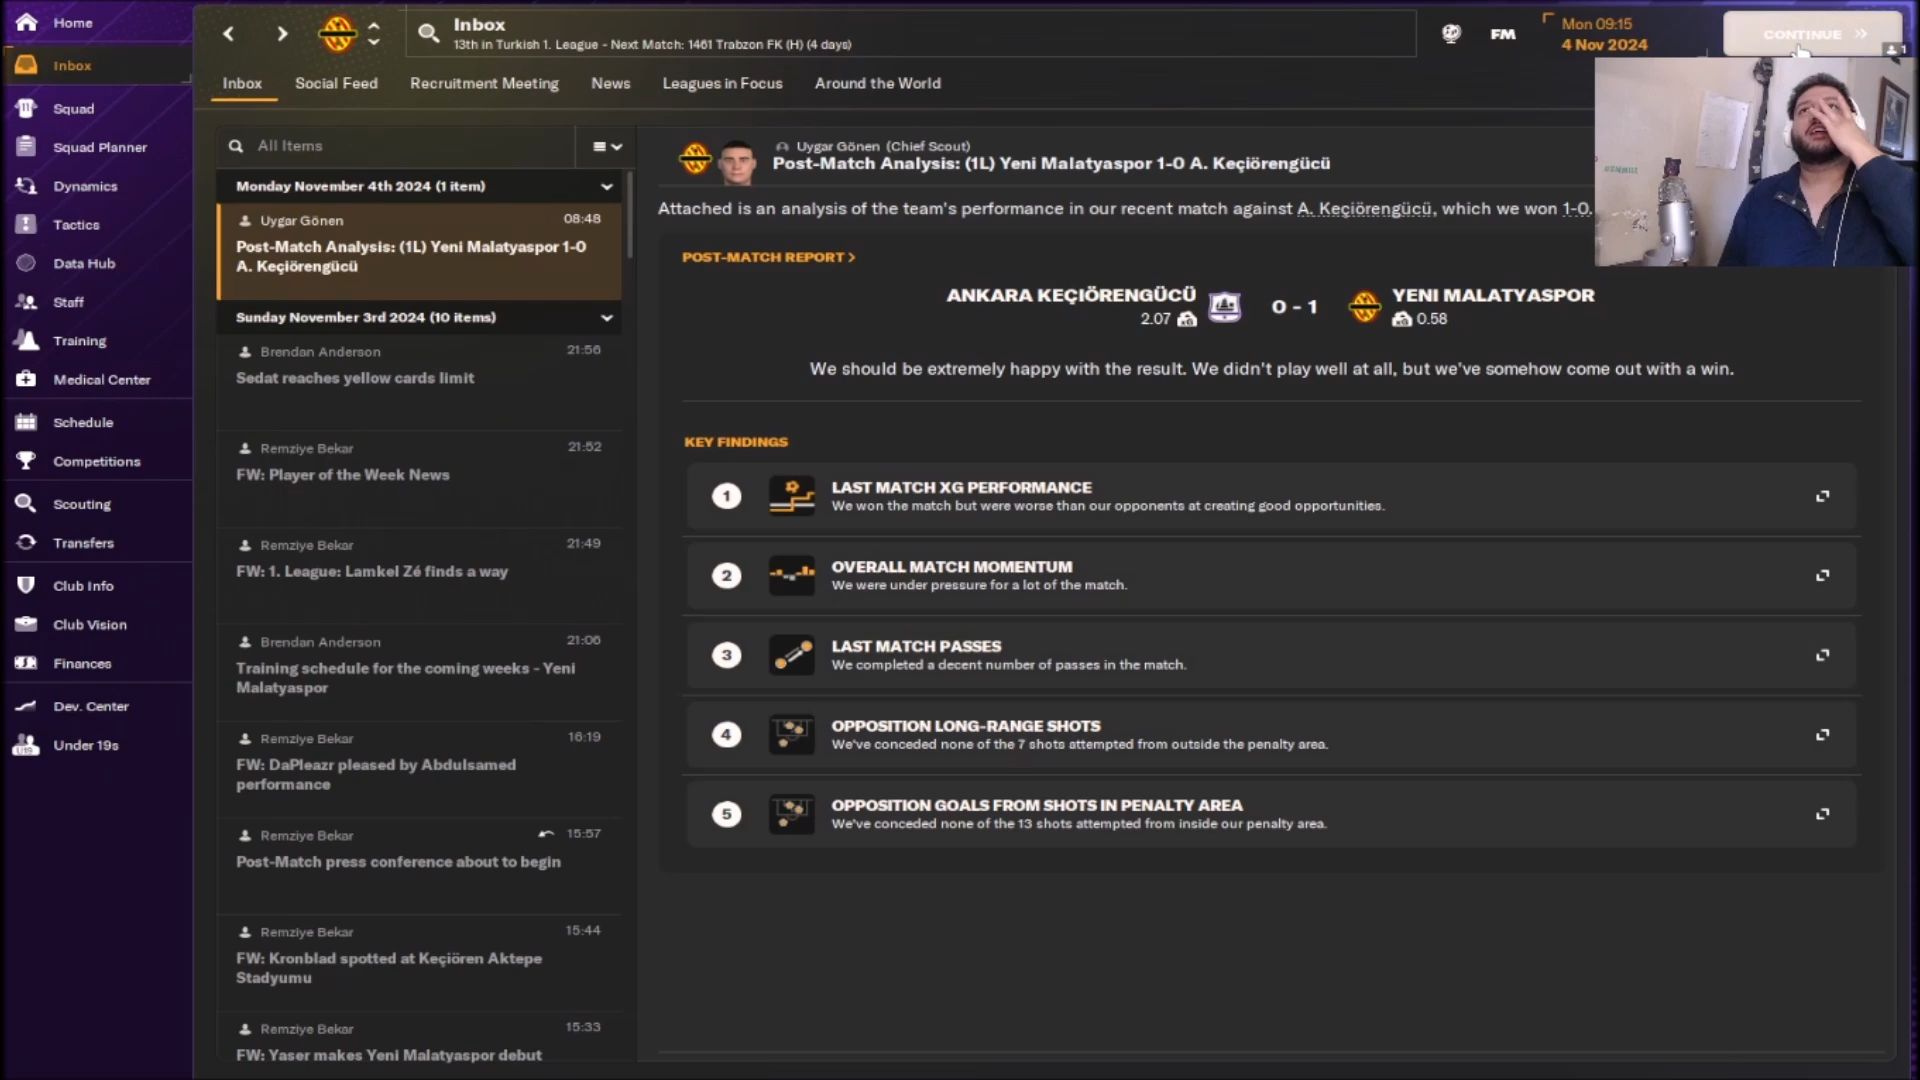 Home
Inbox
Squad
Squad Planner
Dynamics
Tactics
Data Hub
Staff
Training
Medical Center
Schedule
Competitions
Scouting
Transfers
Club Info
Club Vision
Finances
Dev. Center
Under 19s
Inbox
13th in Turkish 1. League - Next Match: 1461 Trabzon FK (H) (4 days)
FM
Mon 09:15
4 Nov 2024
CONTINUE
1
Inbox
Social Feed
Recruitment Meeting
News
Leagues in Focus
Around the World
All Items
Monday November 4th 2024 (1 item)
Uygar Gönen
08:48
Post-Match Analysis: (1L) Yeni Malatyaspor 1-0
A. Keçiörengücü
Sunday November 3rd 2024 (10 items)
Brendan Anderson
21:56
Sedat reaches yellow cards limit
Remziye Bekar
21:52
FW: Player of the Week News
Remziye Bekar
21:49
FW: 1. League: Lamkel Zé finds a way
Brendan Anderson
21:06
Training schedule for the coming weeks - Yeni
Malatyaspor
Remziye Bekar
16:19
FW: DaPleazr pleased by Abdulsamed
performance
Remziye Bekar
15:57
Post-Match press conference about to begin
Remziye Bekar
15:44
FW: Kronblad spotted at Keçiören Aktepe
Stadyumu
Remziye Bekar
15:33
FW: Yaser makes Yeni Malatyaspor debut
Uygar Gönen (Chief Scout)
Post-Match Analysis: (1L) Yeni Malatyaspor 1-0 A. Keçiörengücü
Attached is an analysis of the team's performance in our recent match against A. Keçiörengücü, which we won 1-0.
POST-MATCH REPORT >
ANKARA KEÇIÖRENGÜCÜ
2.07 xG
0 - 1
YENI MALATYASPOR
xG 0.58
We should be extremely happy with the result. We didn't play well at all, but we've somehow come out with a win.
KEY FINDINGS
1
LAST MATCH XG PERFORMANCE
We won the match but were worse than our opponents at creating good opportunities.
2
OVERALL MATCH MOMENTUM
We were under pressure for a lot of the match.
3
LAST MATCH PASSES
We completed a decent number of passes in the match.
4
OPPOSITION LONG-RANGE SHOTS
We've conceded none of the 7 shots attempted from outside the penalty area.
5
OPPOSITION GOALS FROM SHOTS IN PENALTY AREA
We've conceded none of the 13 shots attempted from inside our penalty area.